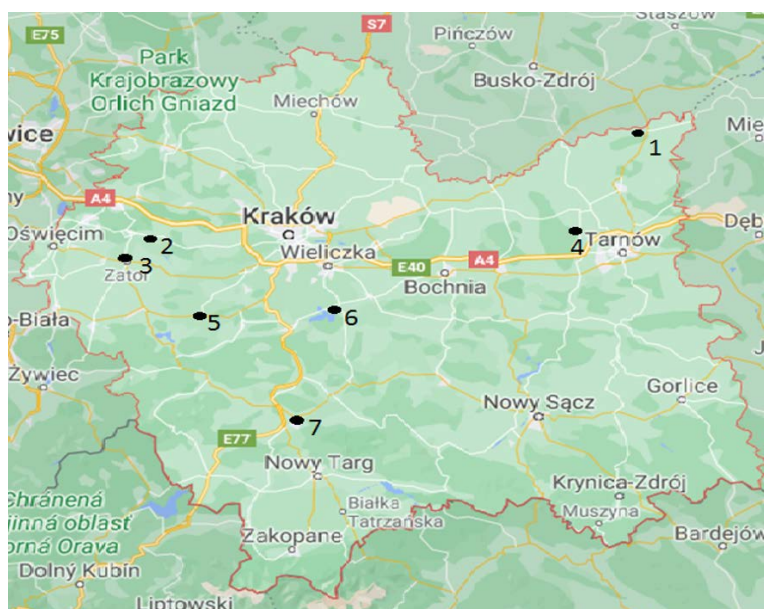 S7
Staszów
E75
Pińczów
Park
Krajobrazowy
Orlich Gniazd
Busko-Zdrój
Miechów
wice
Mie
1
A4
Kraków
Oświęcim
2
4
Dęb
Tarnów
3
Zator
Wieliczka
E40
A4
Bochnia
o-Biała
5
6
J
Żywiec
Gorlice
Nowy Sącz
7
E77
Nowy Targ
Krynica-Zdrój
Chránená
jinná oblasť
orná Orava
Białka
Tatrzańska
Muszyna
Zakopane
Bardejów
Dolný Kubín
Liptowski